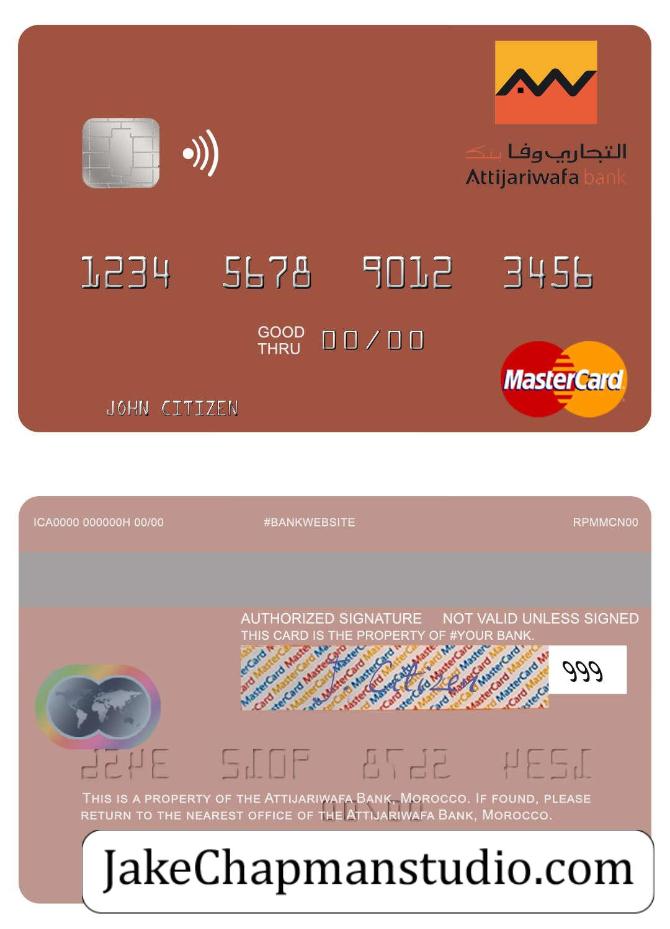 التجاري وفا بنك
Attijariwafa bank
1234 5678 9012 3456
GOOD THRU 00/00
MasterCard
JOHN CITIZEN
ICA0000 000000H 00/00 #BANKWEBSITE RPMMCN00
AUTHORIZED SIGNATURE NOT VALID UNLESS SIGNED
THIS CARD IS THE PROPERTY OF #YOUR BANK.
J. Citizen 999
THIS IS A PROPERTY OF THE ATTIJARIWAFA BANK, MOROCCO. IF FOUND, PLEASE
RETURN TO THE NEAREST OFFICE OF THE ATTIJARIWAFA BANK, MOROCCO.
JakeChapmanstudio.com